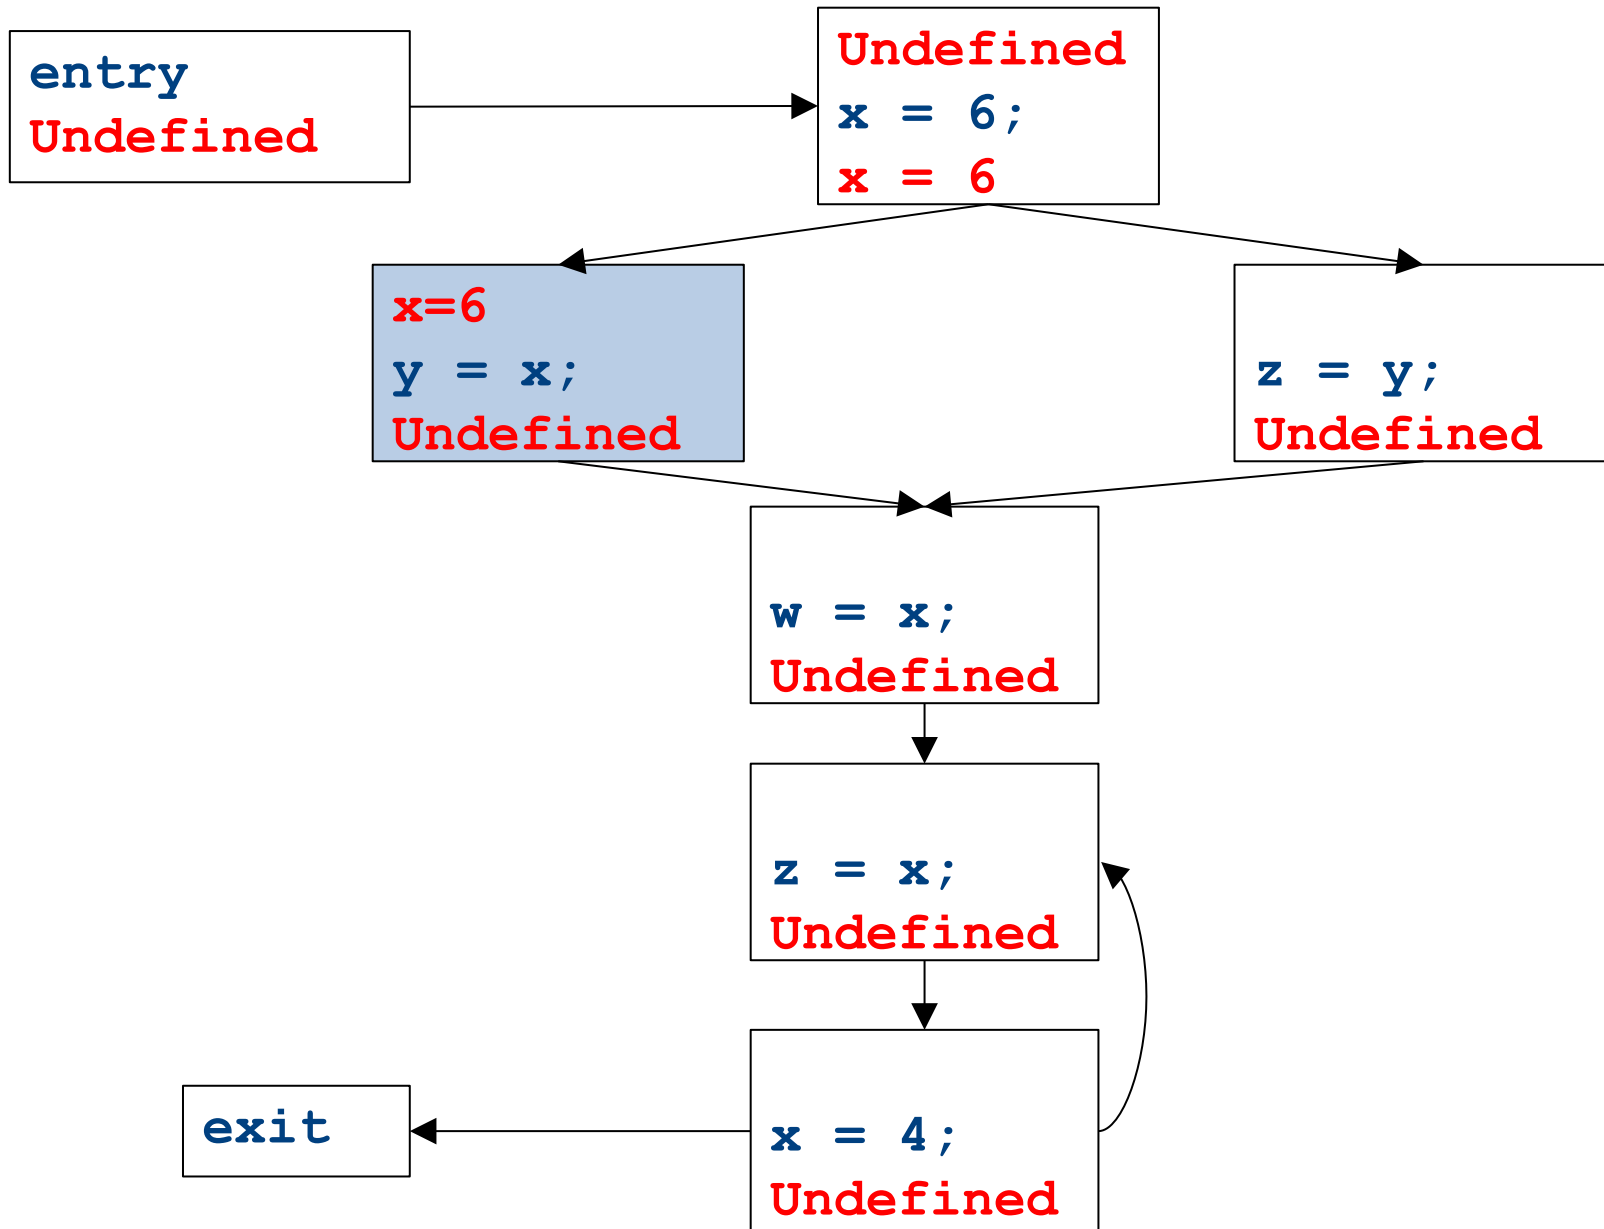 entry
Undefined
Undefined
x = 6;
x = 6
x=6
y = x;
Undefined
z = y;
Undefined
w = x;
Undefined
z = x;
Undefined
exit
x = 4;
Undefined